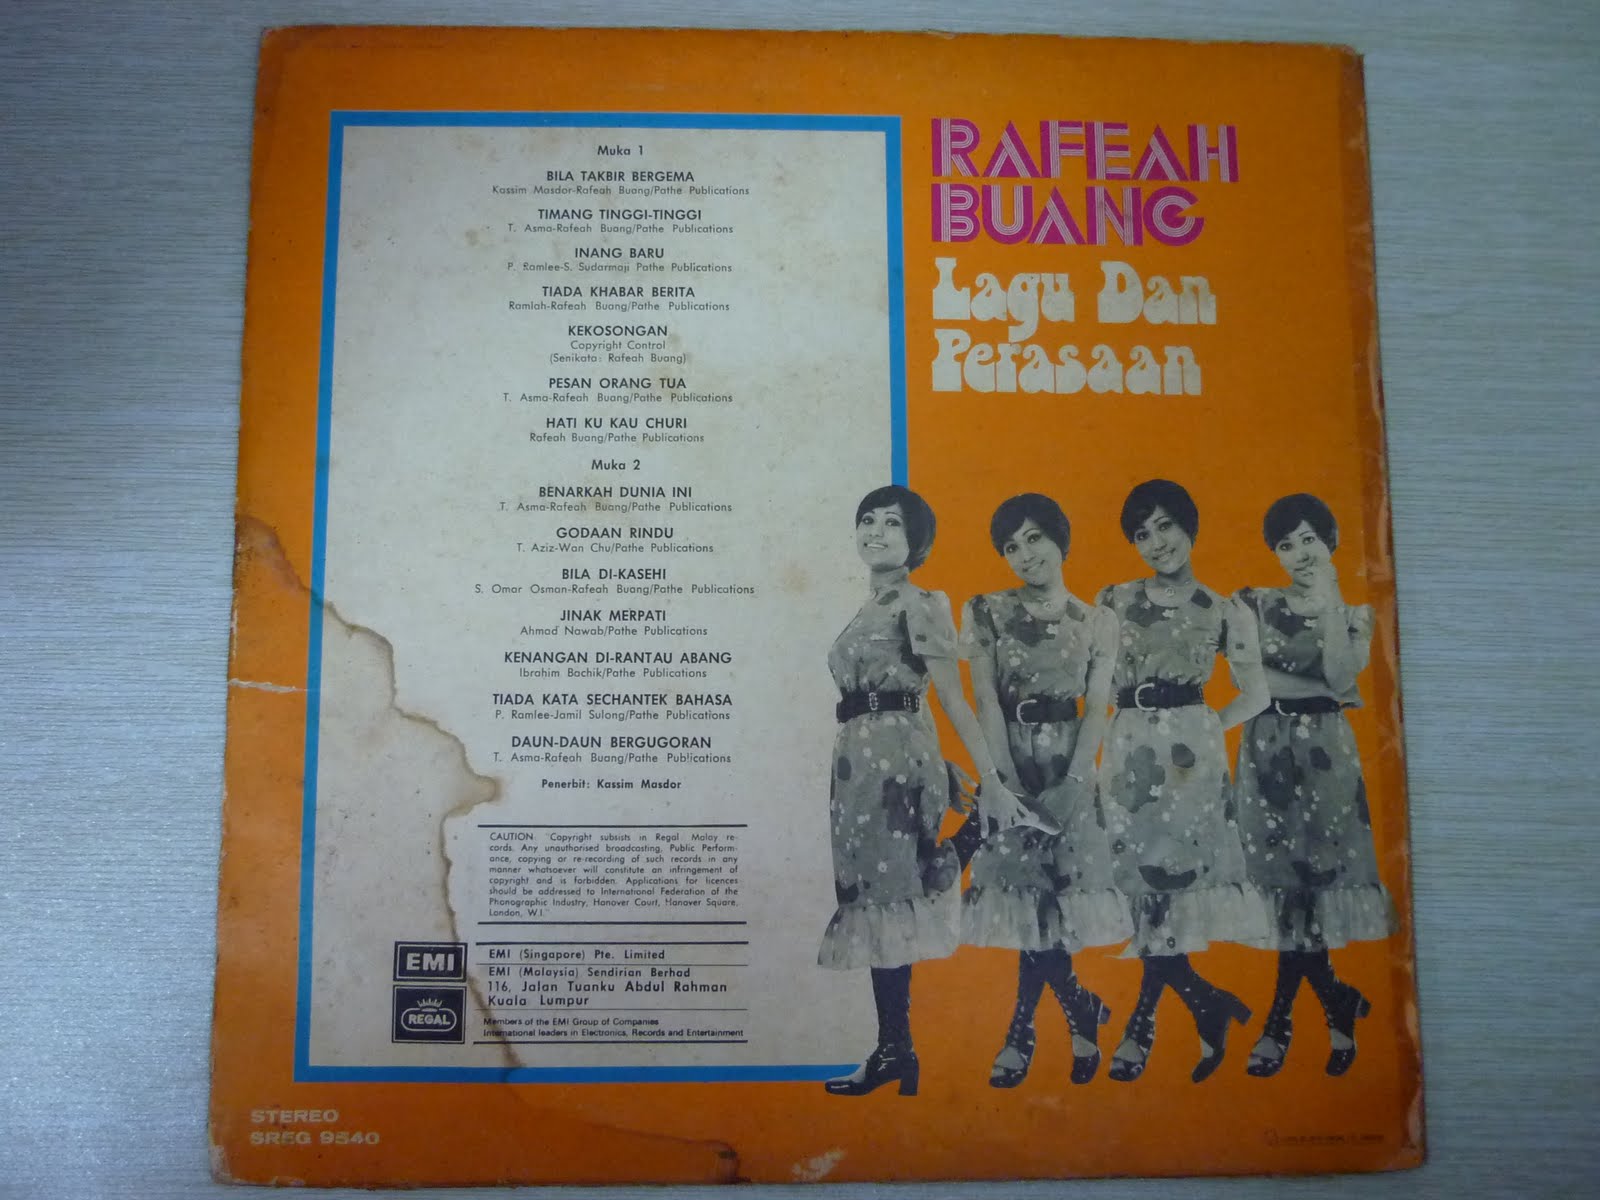 Muka 1
BILA TAKBIR BERGEMA
Kassim Masdor-Rafeah Buang/Pathe Publications
TIMANG TINGGI-TINGGI
T. Asma-Rafeah Buang/Pathe Publications
INANG BARU
P. Ramlee-S. Sudarmaji Pathe Publications
TIADA KHABAR BERITA
Ramlah-Rafeah Buang/Pathe Publications
KEKOSONGAN
Copyright Control
(Senikata: Rafeah Buang)
PESAN ORANG TUA
T. Asma-Rafeah Buang/Pathe Publications
HATI KU KAU CHURI
Rafeah Buang/Pathe Publications
Muka 2
BENARKAH DUNIA INI
T. Asma-Rafeah Buang/Pathe Publications
GODAAN RINDU
T. Aziz-Wan Chu/Pathe Publications
BILA DI-KASEHI
S. Omar Osman-Rafeah Buang/Pathe Publications
JINAK MERPATI
Ahmad Nawab/Pathe Publications
KENANGAN DI-RANTAU ABANG
Ibrahim Bachik/Pathe Publications
TIADA KATA SECHANTEK BAHASA
P. Ramlee-Jamil Sulong/Pathe Publications
DAUN-DAUN BERGUGORAN
T. Asma-Rafeah Buang/Pathe Publications
Penerbit: Kassim Masdor
CAUTION: "Copyright subsists in Regal Malay re-
cords. Any unauthorised broadcasting, Public Perform-
ance, copying or re-recording of such records in any
manner whatsoever will constitute an infringement of
copyright and is forbidden. Applications for licences
should be addressed to International Federation of the
Phonographic Industry, Hanover Court, Hanover Square,
London, W.I."
EMI
REGAL
EMI (Singapore) Pte. Limited
EMI (Malaysia) Sendirian Berhad
116, Jalan Tuanku Abdul Rahman
Kuala Lumpur
Members of the EMI Group of Companies
International leaders in Electronics, Records and Entertainment
RAFEAH
BUANG
Lagu Dan
Perasaan
STEREO
SREG 9540